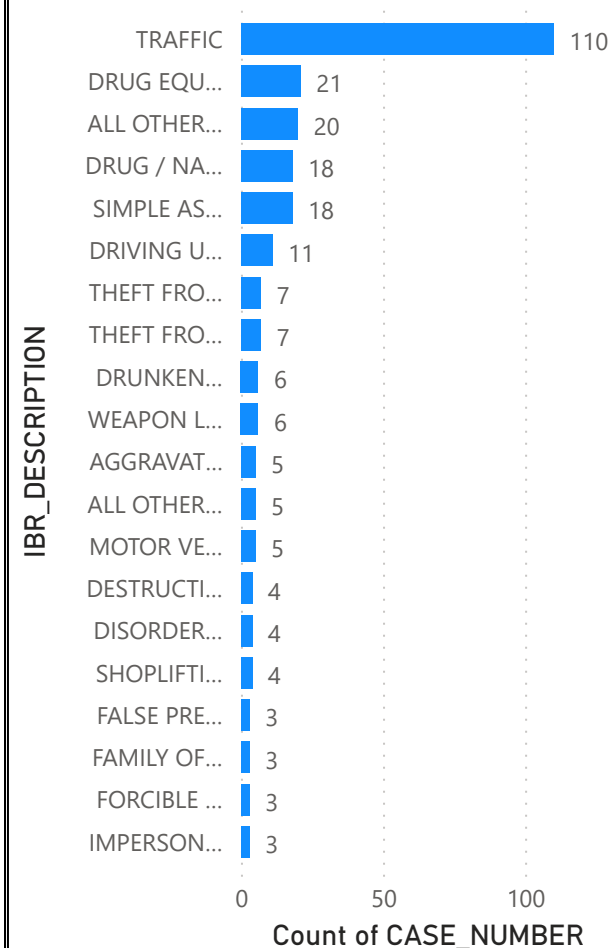 TRAFFIC 110
DRUG EQU... 21
ALL OTHER... 20
DRUG / NA... 18
SIMPLE AS... 18
DRIVING U... 11
THEFT FRO... 7
THEFT FRO... 7
DRUNKEN... 6
WEAPON L... 6
AGGRAVAT... 5
ALL OTHER... 5
MOTOR VE... 5
DESTRUCTI... 4
DISORDER... 4
SHOPLIFTI... 4
FALSE PRE... 3
FAMILY OF... 3
FORCIBLE ... 3
IMPERSON... 3
IBR_DESCRIPTION
0 50 100
Count of CASE_NUMBER